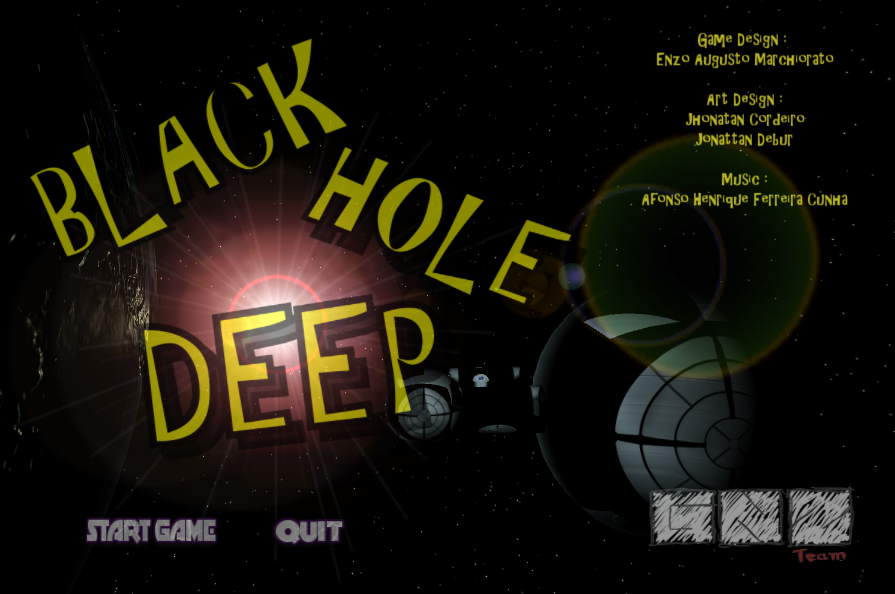 BLACK
HOLE
DEEP
Game Design :
Enzo Augusto Marchiorato
Art Design :
Jhonatan Cordeiro
Jonattan Debur
Music :
Afonso Henrique Ferreira Cunha
START GAME
QUIT
Team